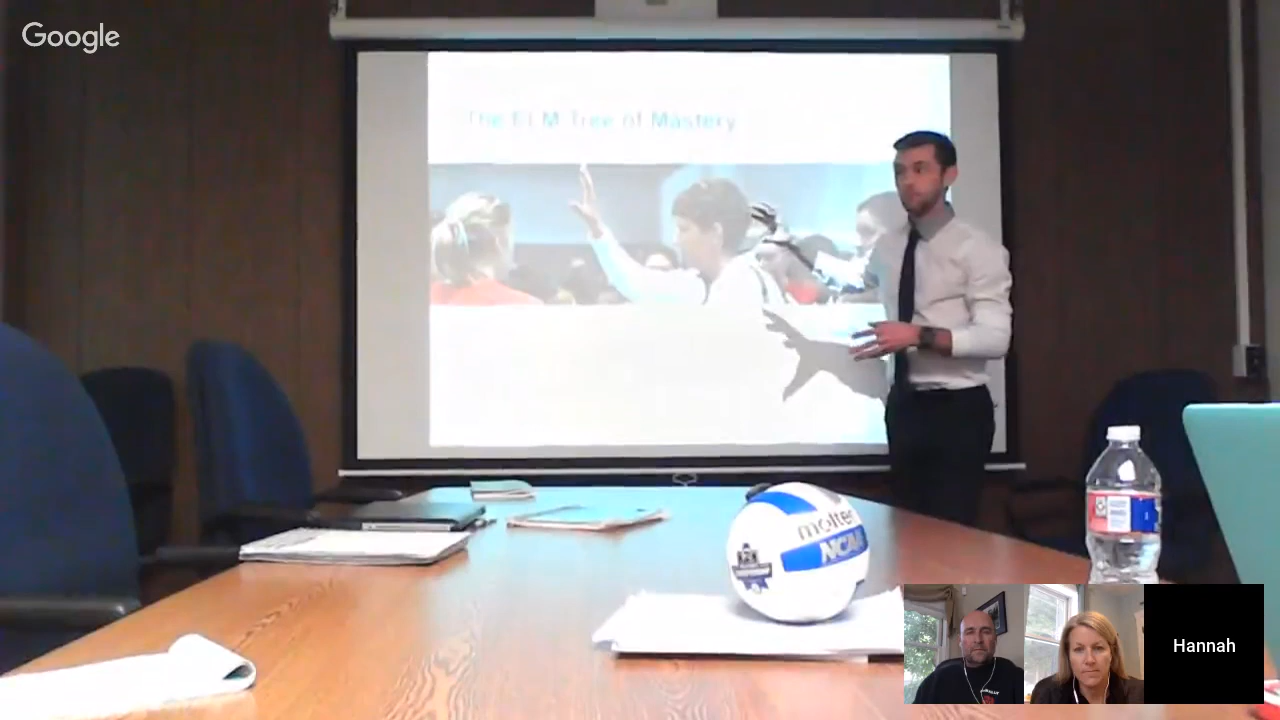 Google
The ELM Tree of Mastery
molten
NCAA
Hannah